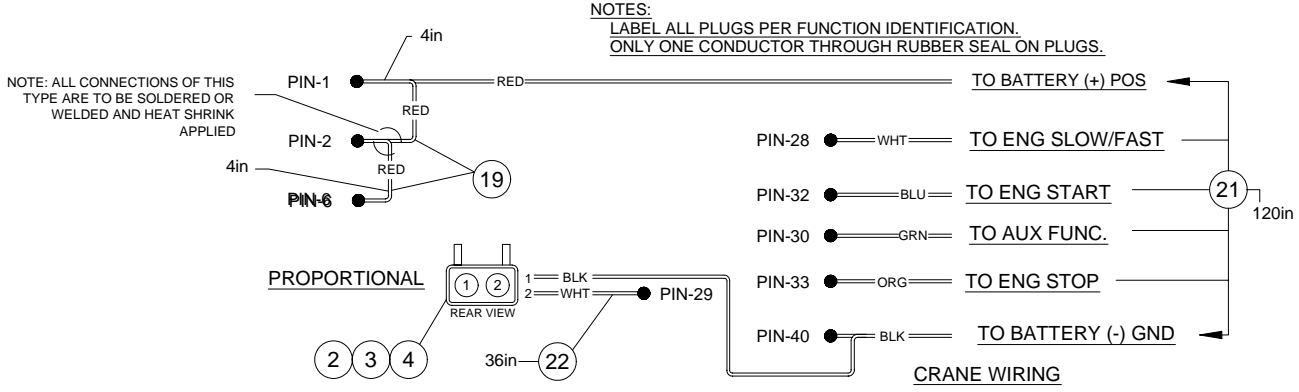 NOTES:
LABEL ALL PLUGS PER FUNCTION IDENTIFICATION.
ONLY ONE CONDUCTOR THROUGH RUBBER SEAL ON PLUGS.
4in
NOTE: ALL CONNECTIONS OF THIS
TYPE ARE TO BE SOLDERED OR
WELDED AND HEAT SHRINK
APPLIED
PIN-1
RED
TO BATTERY (+) POS
RED
PIN-2
RED
4in
19
PIN-6
PIN-28
WHT
TO ENG SLOW/FAST
PIN-32
BLU
TO ENG START
21
120in
PIN-30
GRN
TO AUX FUNC.
PROPORTIONAL
1
2
REAR VIEW
1
BLK
2
WHT
PIN-29
PIN-33
ORG
TO ENG STOP
PIN-40
BLK
TO BATTERY (-) GND
2
3
4
36in
22
CRANE WIRING